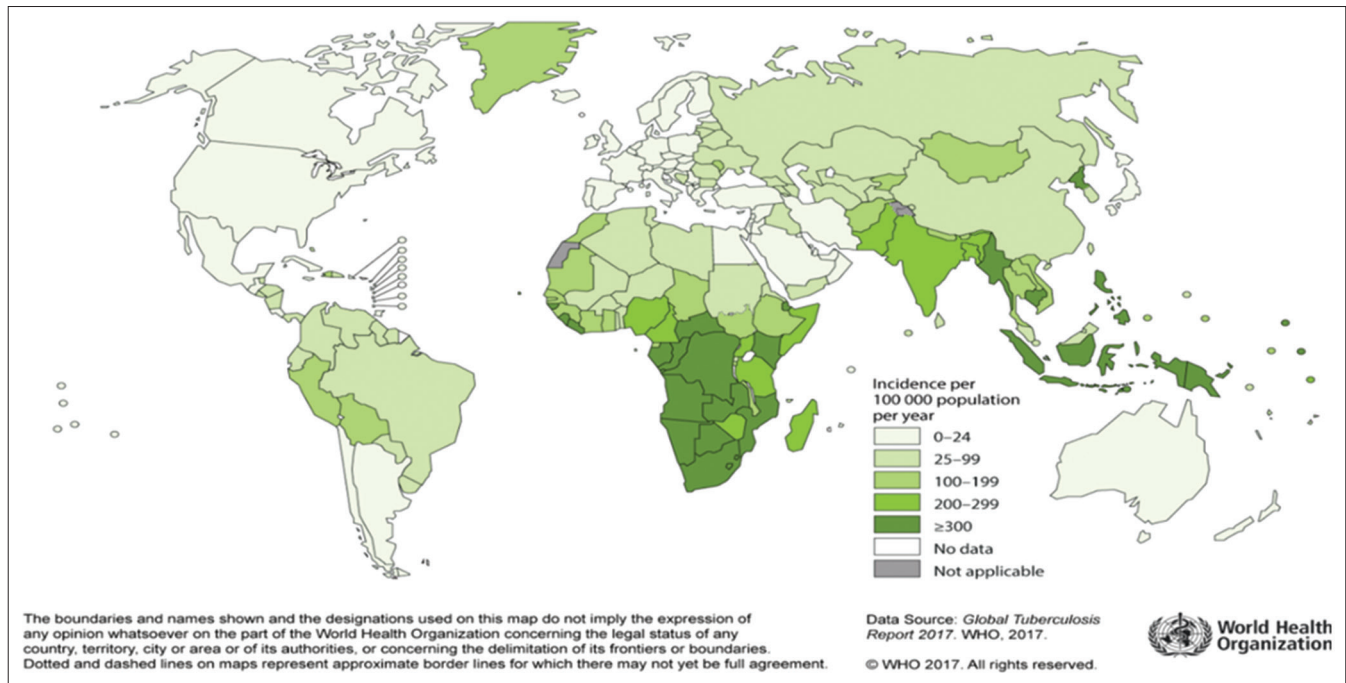 Incidence per
100 000 population
per year
0–24
25–99
100–199
200–299
≥300
No data
Not applicable
The boundaries and names shown and the designations used on this map do not imply the expression of
any opinion whatsoever on the part of the World Health Organization concerning the legal status of any
country, territory, city or area or of its authorities, or concerning the delimitation of its frontiers or boundaries.
Dotted and dashed lines on maps represent approximate border lines for which there may not yet be full agreement.
Data Source: Global Tuberculosis
Report 2017. WHO, 2017.
© WHO 2017. All rights reserved.
World Health
Organization